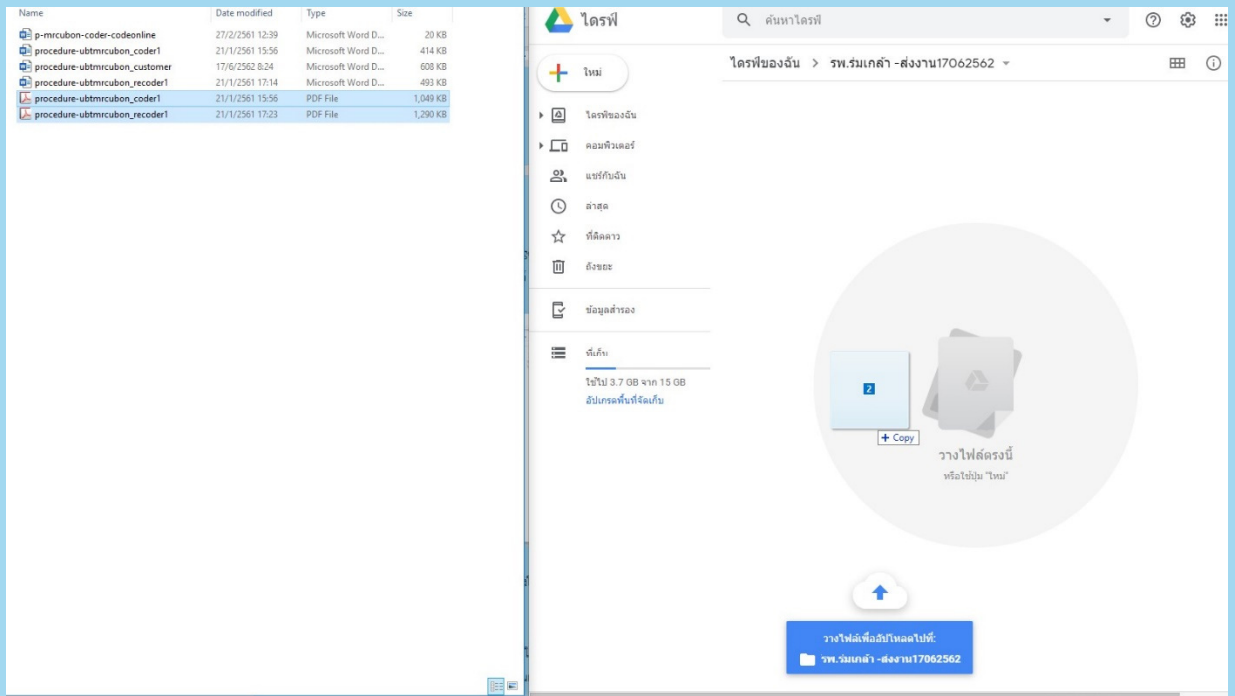 Name Date modified Type Size
p-mrcubon-coder-codeonline 27/2/2561 12:39 Microsoft Word D... 20 KB
procedure-ubtmrcubon_coder1 21/1/2561 15:56 Microsoft Word D... 414 KB
procedure-ubtmrcubon_customer 17/6/2562 8:24 Microsoft Word D... 608 KB
procedure-ubtmrcubon_recoder1 21/1/2561 17:14 Microsoft Word D... 493 KB
procedure-ubtmrcubon_coder1 21/1/2561 15:56 PDF File 1,049 KB
procedure-ubtmrcubon_recoder1 21/1/2561 17:23 PDF File 1,290 KB
ไดรฟ์
ค้นหาไดรฟ์
ใหม่
ไดรฟ์ของฉัน > รพ.ร่มเกล้า -ส่งงาน17062562
ไดรฟ์ของฉัน
คอมพิวเตอร์
แชร์กับฉัน
ล่าสุด
ที่ติดดาว
ถังขยะ
ข้อมูลสำรอง
ที่เก็บ
ใช้ไป 3.7 GB จาก 15 GB
อัปเกรดพื้นที่จัดเก็บ
2
+ Copy
วางไฟล์ตรงนี้
หรือใช้ปุ่ม "ใหม่"
วางไฟล์เพื่ออัปโหลดไปที่:
รพ.ร่มเกล้า -ส่งงาน17062562